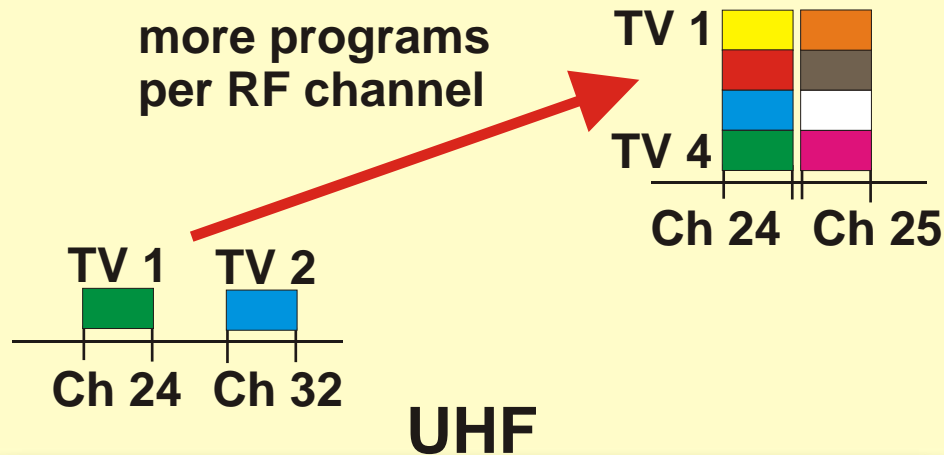 more programs
per RF channel
TV 1
TV 4
Ch 24 Ch 25
TV 1 TV 2
Ch 24 Ch 32
UHF